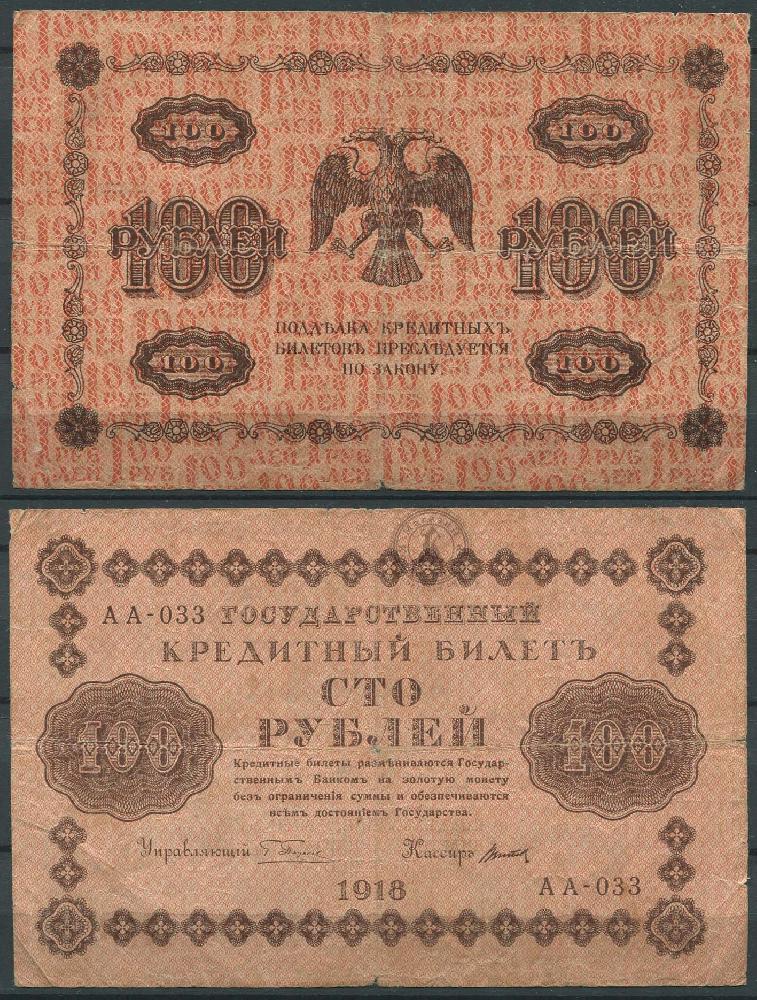 100 100
100 100
РУБЛЕЙ РУБЛЕЙ
ПОДДѢЛКА КРЕДИТНЫХЪ
БИЛЕТОВЪ ПРЕСЛѢДУЕТСЯ
ПО ЗАКОНУ.
100 100
АА-033 ГОСУДАРСТВЕННЫЙ
КРЕДИТНЫЙ БИЛЕТЪ
СТО
РУБЛЕЙ
100 100
Кредитные билеты размѣниваются Государ-
ственнымъ Банкомъ на золотую монету
безъ ограниченія суммы и обезпечиваются
всѣмъ достояніемъ Государства.
Управляющій Кассиръ
1918 АА-033